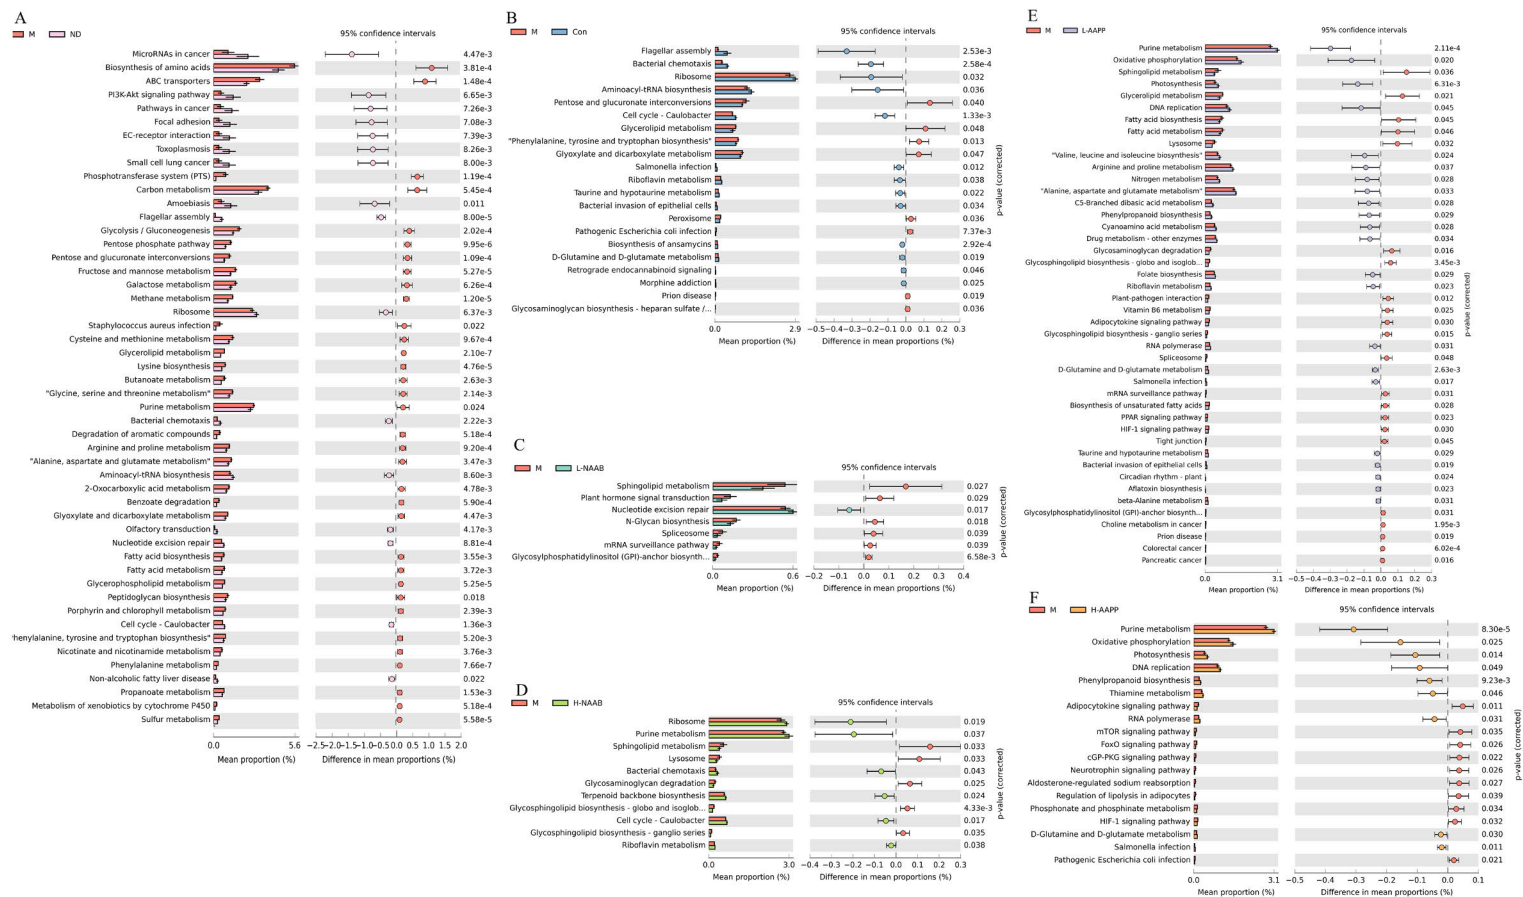 A
M ND
95% confidence intervals
MicroRNAs in cancer 4.47e-3
Biosynthesis of amino acids 3.81e-4
ABC transporters 1.48e-4
PI3K-Akt signaling pathway 6.65e-3
Pathways in cancer 7.26e-3
Focal adhesion 7.08e-3
EC-receptor interaction 7.39e-3
Toxoplasmosis 8.26e-3
Small cell lung cancer 8.00e-3
Phosphotransferase system (PTS) 1.19e-4
Carbon metabolism 5.45e-4
Amoebiasis 0.011
Flagellar assembly 8.00e-5
Glycolysis / Gluconeogenesis 2.02e-4
Pentose phosphate pathway 9.95e-6
Pentose and glucuronate interconversions 1.09e-4
Fructose and mannose metabolism 5.27e-5
Galactose metabolism 6.26e-4
Methane metabolism 1.20e-5
Ribosome 6.37e-3
Staphylococcus aureus infection 0.022
Cysteine and methionine metabolism 9.67e-4
Glycerolipid metabolism 2.10e-7
Lysine biosynthesis 4.76e-5
Butanoate metabolism 2.63e-3
"Glycine, serine and threonine metabolism" 2.14e-3
Purine metabolism 0.024
Bacterial chemotaxis 2.22e-3
Degradation of aromatic compounds 5.18e-4
Arginine and proline metabolism 9.20e-4
"Alanine, aspartate and glutamate metabolism" 3.47e-3
Aminoacyl-tRNA biosynthesis 8.60e-3
2-Oxocarboxylic acid metabolism 4.78e-3
Benzoate degradation 5.90e-4
Glyoxylate and dicarboxylate metabolism 4.47e-3
Olfactory transduction 4.17e-3
Nucleotide excision repair 8.81e-4
Fatty acid biosynthesis 3.55e-3
Fatty acid metabolism 3.72e-3
Glycerophospholipid metabolism 5.25e-5
Peptidoglycan biosynthesis 0.018
Porphyrin and chlorophyll metabolism 2.39e-3
Cell cycle - Caulobacter 1.36e-3
'henylalanine, tyrosine and tryptophan biosynthesis" 5.20e-3
Nicotinate and nicotinamide metabolism 3.76e-3
Phenylalanine metabolism 7.66e-7
Non-alcoholic fatty liver disease 0.022
Propanoate metabolism 1.53e-3
Metabolism of xenobiotics by cytochrome P450 5.18e-4
Sulfur metabolism 5.58e-5
0.0 5.6 −2.5−2.0−1.5−1.0−0.5 0.0 0.5 1.0 1.5 2.0
Mean proportion (%) Difference in mean proportions (%)
B
M Con
95% confidence intervals
Flagellar assembly 2.53e-3
Bacterial chemotaxis 2.58e-4
Ribosome 0.032
Aminoacyl-tRNA biosynthesis 0.036
Pentose and glucuronate interconversions 0.040
Cell cycle - Caulobacter 1.33e-3
Glycerolipid metabolism 0.048
"Phenylalanine, tyrosine and tryptophan biosynthesis" 0.013
Glyoxylate and dicarboxylate metabolism 0.047
Salmonella infection 0.012
Riboflavin metabolism 0.038
Taurine and hypotaurine metabolism 0.022
Bacterial invasion of epithelial cells 0.034
Peroxisome 0.036
Pathogenic Escherichia coli infection 7.37e-3
Biosynthesis of ansamycins 2.92e-4
D-Glutamine and D-glutamate metabolism 0.019
Retrograde endocannabinoid signaling 0.046
Morphine addiction 0.025
Prion disease 0.019
Glycosaminoglycan biosynthesis - heparan sulfate /... 0.036
p-value (corrected)
0.0 2.9 −0.5−0.4−0.3−0.2−0.1 0.0 0.1 0.2 0.3
Mean proportion (%) Difference in mean proportions (%)
C
M L-NAAB
95% confidence intervals
Sphingolipid metabolism 0.027
Plant hormone signal transduction 0.029
Nucleotide excision repair 0.017
N-Glycan biosynthesis 0.018
Spliceosome 0.039
mRNA surveillance pathway 0.039
Glycosylphosphatidylinositol (GPI)-anchor biosynth... 6.58e-3
p-value (corrected)
0.0 0.6 −0.2 −0.1 0.0 0.1 0.2 0.3 0.4
Mean proportion (%) Difference in mean proportions (%)
D
M H-NAAB
95% confidence intervals
Ribosome 0.019
Purine metabolism 0.037
Sphingolipid metabolism 0.033
Lysosome 0.033
Bacterial chemotaxis 0.043
Glycosaminoglycan degradation 0.025
Terpenoid backbone biosynthesis 0.024
Glycosphingolipid biosynthesis - globo and isoglob... 4.33e-3
Cell cycle - Caulobacter 0.017
Glycosphingolipid biosynthesis - ganglio series 0.035
Riboflavin metabolism 0.038
p-value (corrected)
0.0 3.0 −0.4 −0.3 −0.2 −0.1 0.0 0.1 0.2 0.3
Mean proportion (%) Difference in mean proportions (%)
E
M L-AAPP
95% confidence intervals
Purine metabolism 2.11e-4
Oxidative phosphorylation 0.020
Sphingolipid metabolism 0.036
Photosynthesis 6.31e-3
Glycerolipid metabolism 0.021
DNA replication 0.045
Fatty acid biosynthesis 0.045
Fatty acid metabolism 0.046
Lysosome 0.032
"Valine, leucine and isoleucine biosynthesis" 0.024
Arginine and proline metabolism 0.037
Nitrogen metabolism 0.028
"Alanine, aspartate and glutamate metabolism" 0.033
C5-Branched dibasic acid metabolism 0.028
Phenylpropanoid biosynthesis 0.029
Cyanoamino acid metabolism 0.028
Drug metabolism - other enzymes 0.034
Glycosaminoglycan degradation 0.016
Glycosphingolipid biosynthesis - globo and isoglob... 3.45e-3
Folate biosynthesis 0.029
Riboflavin metabolism 0.023
Plant-pathogen interaction 0.012
Vitamin B6 metabolism 0.025
Adipocytokine signaling pathway 0.030
Glycosphingolipid biosynthesis - ganglio series 0.015
RNA polymerase 0.031
Spliceosome 0.048
D-Glutamine and D-glutamate metabolism 2.63e-3
Salmonella infection 0.017
mRNA surveillance pathway 0.031
Biosynthesis of unsaturated fatty acids 0.028
PPAR signaling pathway 0.023
HIF-1 signaling pathway 0.030
Tight junction 0.045
Taurine and hypotaurine metabolism 0.029
Bacterial invasion of epithelial cells 0.019
Circadian rhythm - plant 0.024
Aflatoxin biosynthesis 0.023
beta-Alanine metabolism 0.031
Glycosylphosphatidylinositol (GPI)-anchor biosynth... 0.031
Choline metabolism in cancer 1.95e-3
Prion disease 0.019
Colorectal cancer 6.02e-4
Pancreatic cancer 0.016
p-value (corrected)
0.0 3.1 −0.5−0.4−0.3−0.2−0.1 0.0 0.1 0.2 0.3
Mean proportion (%) Difference in mean proportions (%)
F
M H-AAPP
95% confidence intervals
Purine metabolism 8.30e-5
Oxidative phosphorylation 0.025
Photosynthesis 0.014
DNA replication 0.049
Phenylpropanoid biosynthesis 9.23e-3
Thiamine metabolism 0.046
Adipocytokine signaling pathway 0.011
RNA polymerase 0.031
mTOR signaling pathway 0.035
FoxO signaling pathway 0.026
cGP-PKG signaling pathway 0.022
Neurotrophin signaling pathway 0.026
Aldosterone-regulated sodium reabsorption 0.027
Regulation of lipolysis in adipocytes 0.039
Phosphonate and phosphinate metabolism 0.034
HIF-1 signaling pathway 0.032
D-Glutamine and D-glutamate metabolism 0.030
Salmonella infection 0.011
Pathogenic Escherichia coli infection 0.021
p-value (corrected)
0.0 3.1 −0.5 −0.4 −0.3 −0.2 −0.1 0.0 0.1
Mean proportion (%) Difference in mean proportions (%)